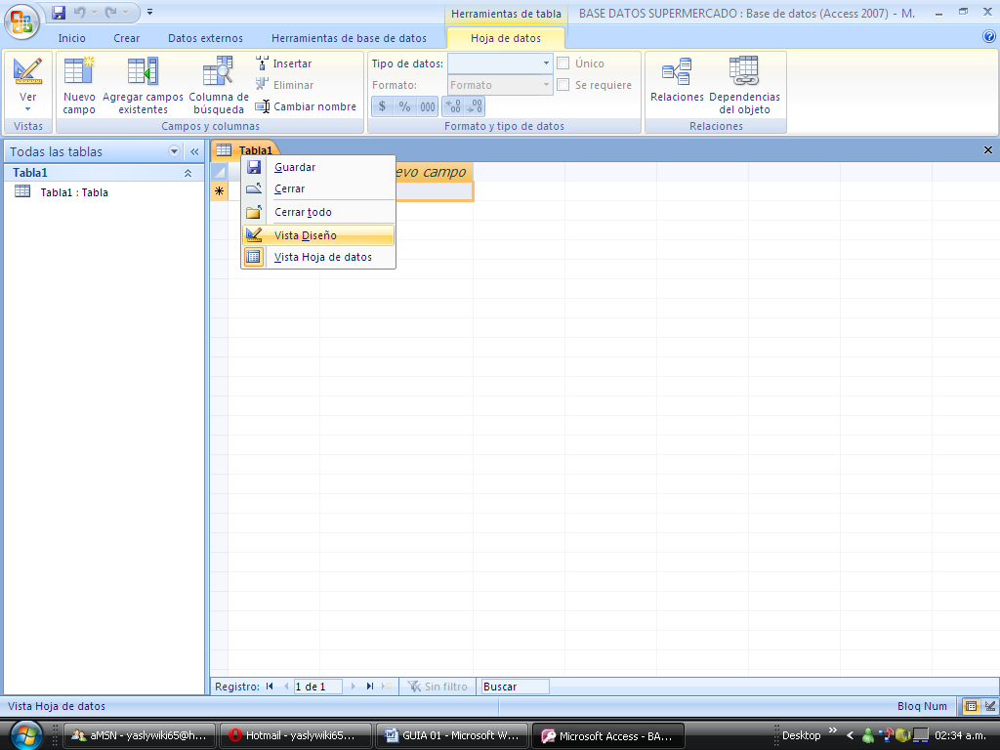 Herramientas de tabla
BASE DATOS SUPERMERCADO : Base de datos (Access 2007) - M.
Inicio
Crear
Datos externos
Herramientas de base de datos
Hoja de datos
Ver
Vistas
Nuevo campo
Agregar campos existentes
Columna de búsqueda
Insertar
Eliminar
Cambiar nombre
Campos y columnas
Tipo de datos:
Único
Formato:
Formato
Se requiere
$ % 000
Formato y tipo de datos
Relaciones
Dependencias del objeto
Relaciones
Todas las tablas
Tabla1
Tabla1 : Tabla
Tabla1
evo campo
Guardar
Cerrar
Cerrar todo
Vista Diseño
Vista Hoja de datos
Registro:
1 de 1
Sin filtro
Buscar
Vista Hoja de datos
Bloq Num
aMSN - yaslywiki65@h...
Hotmail - yaslywiki65...
GUIA 01 - Microsoft W...
Microsoft Access - BA...
Desktop
02:34 a.m.